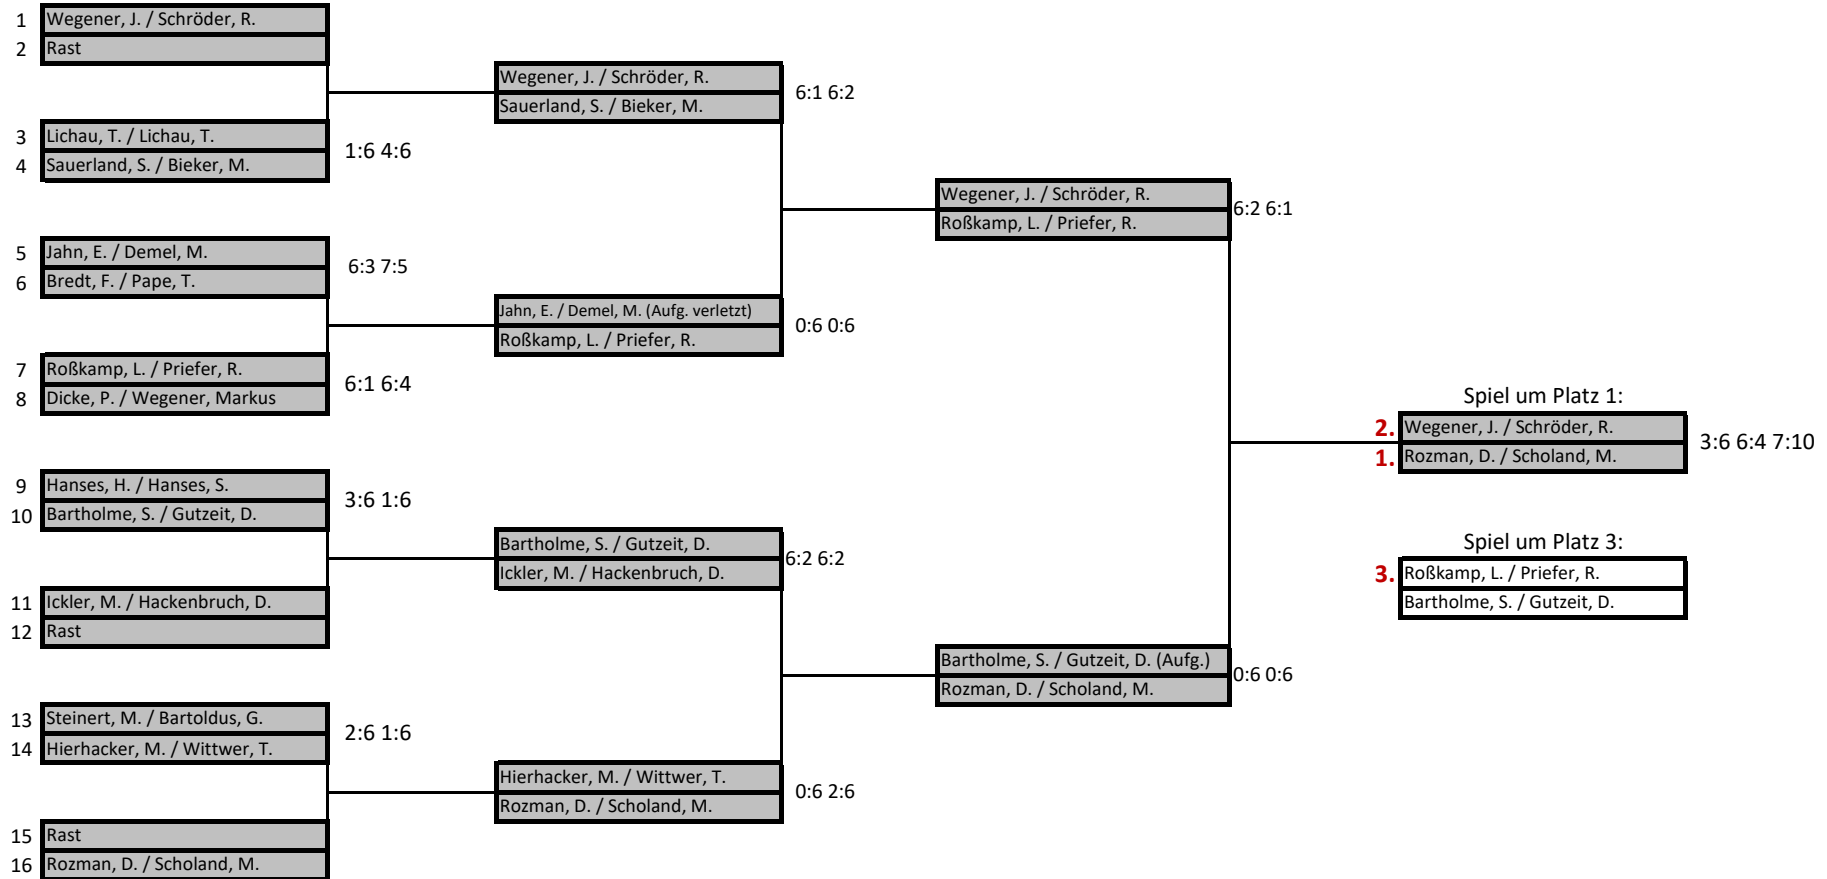 1 Wegener, J. / Schröder, R.
2 Rast
Wegener, J. / Schröder, R.
Sauerland, S. / Bieker, M.
6:1 6:2
3 Lichau, T. / Lichau, T.
4 Sauerland, S. / Bieker, M.
1:6 4:6
Wegener, J. / Schröder, R.
Roßkamp, L. / Priefer, R.
6:2 6:1
5 Jahn, E. / Demel, M.
6 Bredt, F. / Pape, T.
6:3 7:5
Jahn, E. / Demel, M. (Aufg. verletzt)
Roßkamp, L. / Priefer, R.
0:6 0:6
7 Roßkamp, L. / Priefer, R.
8 Dicke, P. / Wegener, Markus
6:1 6:4
Spiel um Platz 1:
2. Wegener, J. / Schröder, R.
1. Rozman, D. / Scholand, M.
3:6 6:4 7:10
9 Hanses, H. / Hanses, S.
10 Bartholme, S. / Gutzeit, D.
3:6 1:6
Bartholme, S. / Gutzeit, D.
Ickler, M. / Hackenbruch, D.
6:2 6:2
Spiel um Platz 3:
3. Roßkamp, L. / Priefer, R.
Bartholme, S. / Gutzeit, D.
11 Ickler, M. / Hackenbruch, D.
12 Rast
Bartholme, S. / Gutzeit, D. (Aufg.)
Rozman, D. / Scholand, M.
0:6 0:6
13 Steinert, M. / Bartoldus, G.
14 Hierhacker, M. / Wittwer, T.
2:6 1:6
Hierhacker, M. / Wittwer, T.
Rozman, D. / Scholand, M.
0:6 2:6
15 Rast
16 Rozman, D. / Scholand, M.